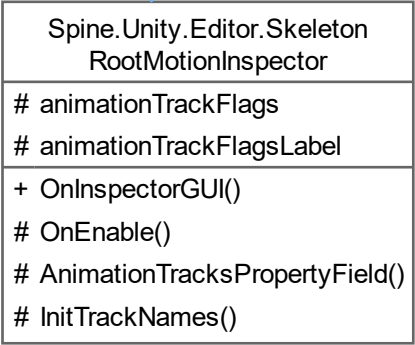 Spine.Unity.Editor.Skeleton
RootMotionInspector
# animationTrackFlags
# animationTrackFlagsLabel
+ OnInspectorGUI()
# OnEnable()
# AnimationTracksPropertyField()
# InitTrackNames()